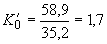 K′₀ = 58,9 / 35,2 = 1,7